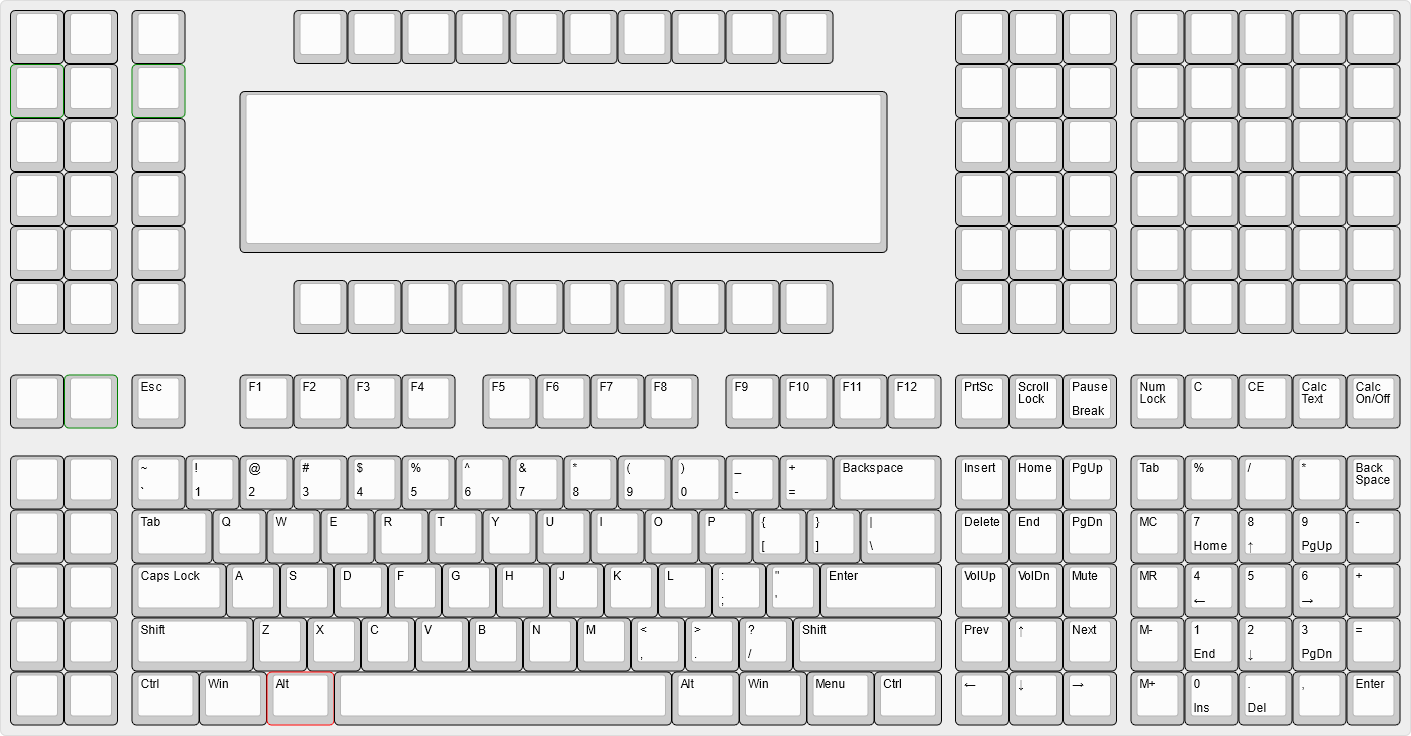 Esc F1 F2 F3 F4 F5 F6 F7 F8 F9 F10 F11 F12 PrtSc Scroll Pause Num C CE Calc Calc
Lock Lock Text On/Off
Break
~ ! @ # $ % ^ & * ( ) _ + Backspace Insert Home PgUp Tab % / * Back
Space
` 1 2 3 4 5 6 7 8 9 0 - =
Tab Q W E R T Y U I O P { } | Delete End PgDn MC 7 8 9 -
[ ] \ Home ↑ PgUp
Caps Lock A S D F G H J K L : " Enter VolUp VolDn Mute MR 4 5 6 +
; ' ← →
Shift Z X C V B N M < > ? Shift Prev ↑ Next M- 1 2 3 =
, . / End ↓ PgDn
Ctrl Win Alt Alt Win Menu Ctrl ← ↓ → M+ 0 . , Enter
Ins Del